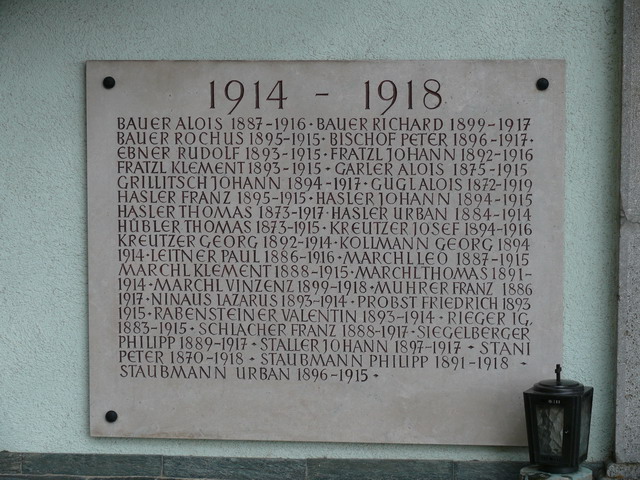 1914 - 1918
BAUER ALOIS 1887-1916 · BAUER RICHARD 1899-1917
BAUER ROCHUS 1895-1915 · BISCHOF PETER 1896-1917 ·
EBNER RUDOLF 1893-1915 · FRATZL JOHANN 1892-1916
FRATZL KLEMENT 1893-1915 · GARLER ALOIS 1875-1915
GRILLITSCH JOHANN 1894-1917 · GUGL ALOIS 1872-1919
HASLER FRANZ 1895-1915 · HASLER JOHANN 1894-1915
HASLER THOMAS 1873-1917 · HASLER URBAN 1884-1914
HÜBLER THOMAS 1873-1915 · KREUTZER JOSEF 1894-1916
KREUTZER GEORG 1892-1914 · KOLLMANN GEORG 1894
1914 · LEITNER PAUL 1886-1916 · MARCHL LEO 1887-1915
MARCHL KLEMENT 1888-1915 · MARCHL THOMAS 1891-
1914 · MARCHL VINZENZ 1899-1918 · MUHRER FRANZ 1886
1917 · NINAUS LAZARUS 1893-1914 · PROBST FRIEDRICH 1893
1915 · RABENSTEINER VALENTIN 1893-1914 · RIEGER IG.
1883-1915 · SCHLACHER FRANZ 1888-1917 · SIEGELBERGER
PHILIPP 1889-1917 · STALLER JOHANN 1897-1917 · STANI
PETER 1870-1918 · STAUBMANN PHILIPP 1891-1918 ·
STAUBMANN URBAN 1896-1915 ·